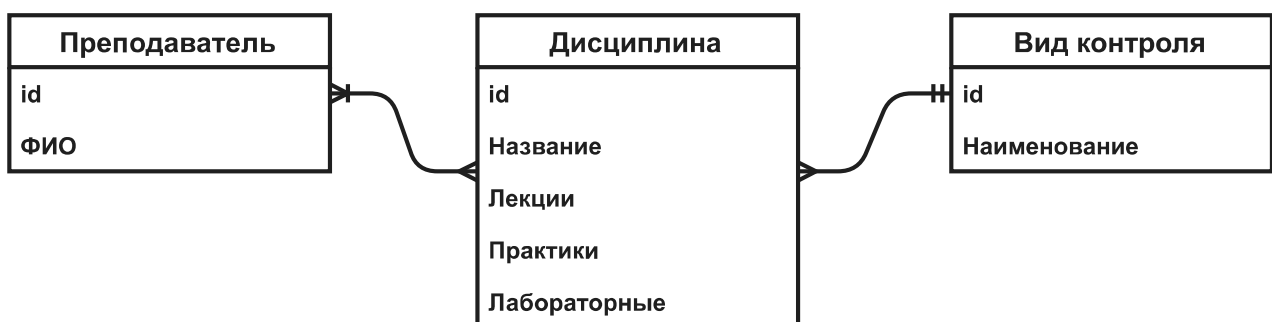 Преподаватель
id
ФИО
Дисциплина
id
Название
Лекции
Практики
Лабораторные
Вид контроля
id
Наименование